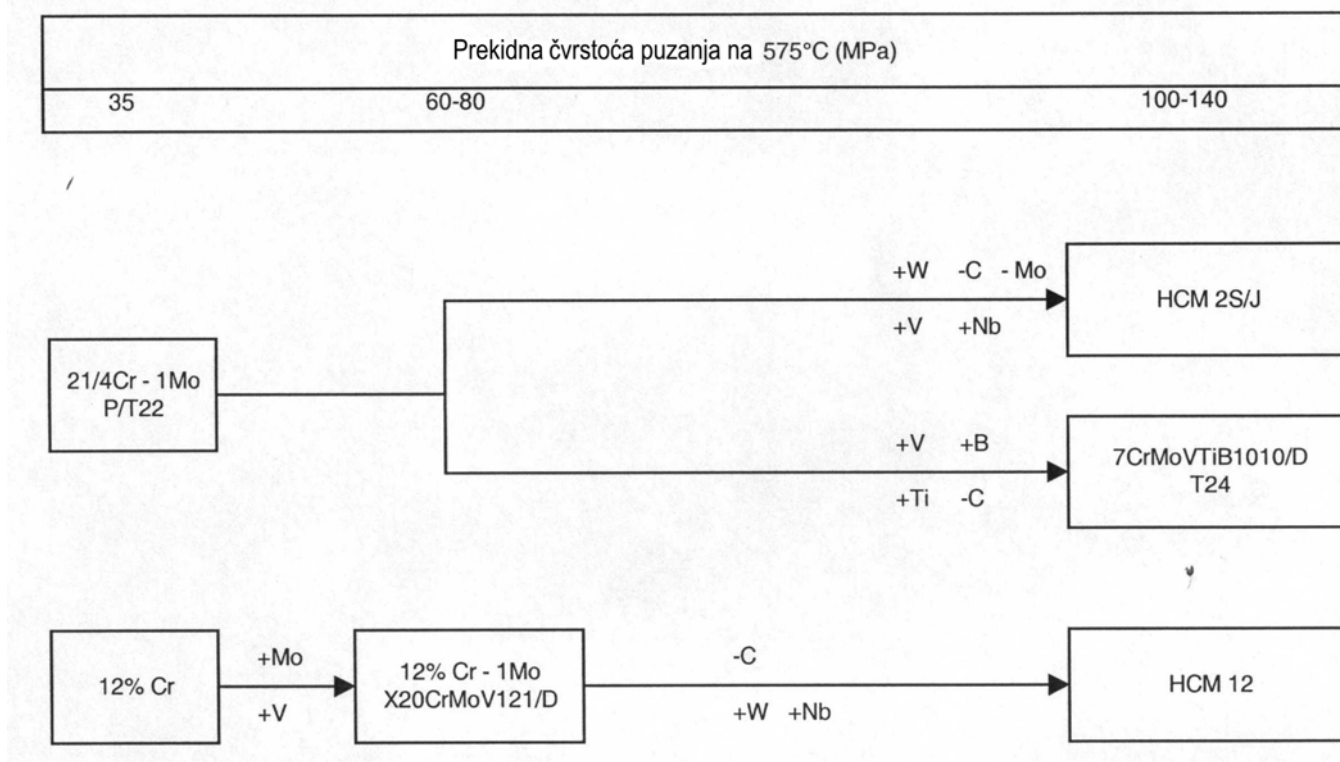 Prekidna čvrstoća puzanja na 575°C (MPa)
35 60-80 100-140
+W -C - Mo
HCM 2S/J
+V +Nb
21/4Cr - 1Mo
P/T22
+V +B
7CrMoVTiB1010/D
T24
+Ti -C
12% Cr
+Mo
+V
12% Cr - 1Mo
X20CrMoV121/D
-C
+W +Nb
HCM 12